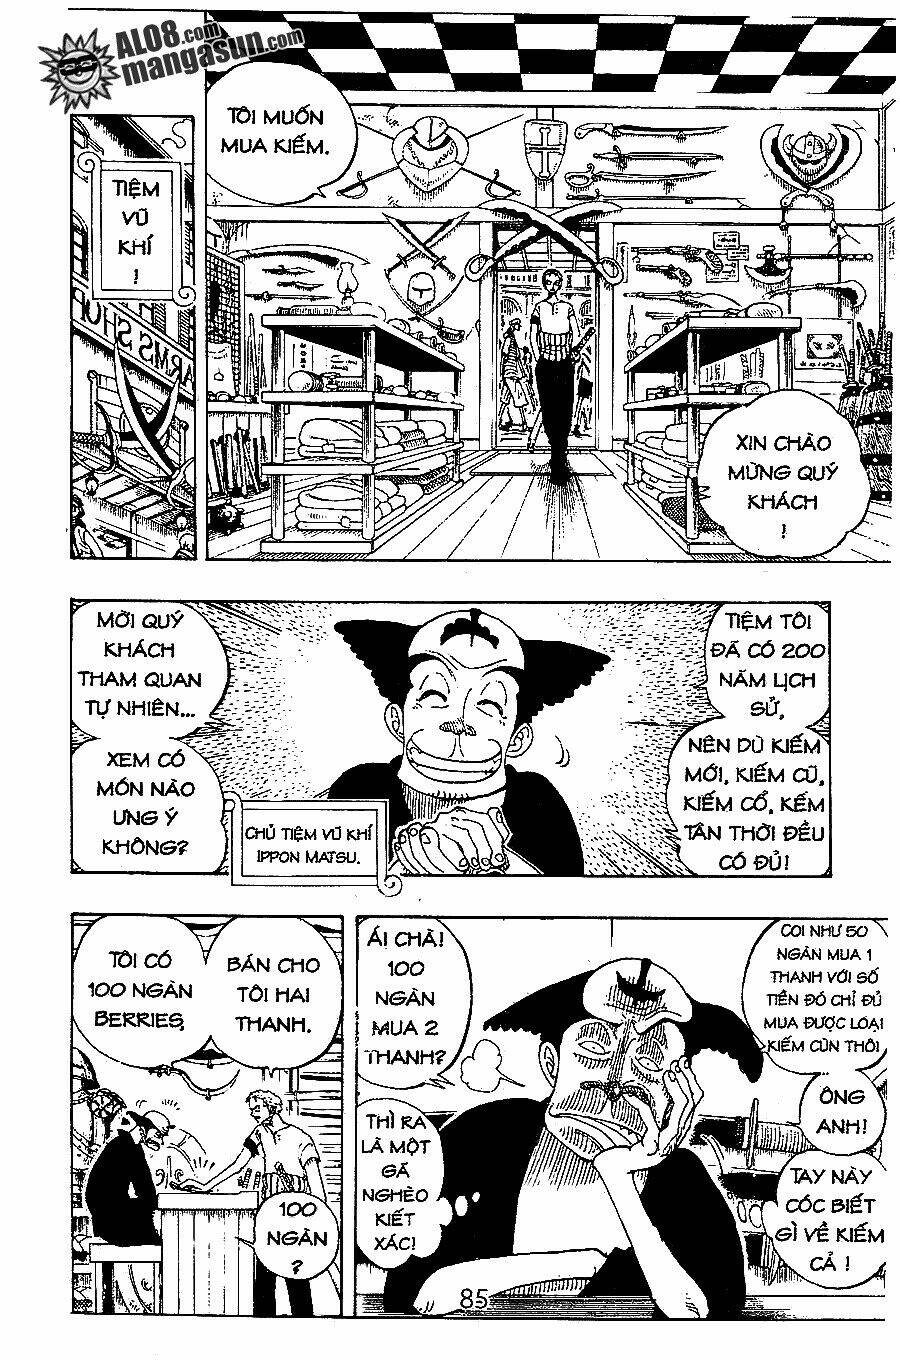 AL08.com
mangasun.com
TÔI MUỐN
MUA KIẾM.
TIỆM
VŨ
KHÍ
!
ARMS SHOP
XIN CHÀO
MỪNG QUÝ
KHÁCH
!
MỜI QUÝ
KHÁCH
THAM QUAN
TỰ NHIÊN...
XEM CÓ
MÓN NÀO
ƯNG Ý
KHÔNG?
TIỆM TÔI
ĐÃ CÓ 200
NĂM LỊCH
SỬ,
NÊN DÙ KIẾM
MỚI, KIẾM CŨ,
KIẾM CỔ, KẾM
TÂN THỜI ĐỀU
CÓ ĐỦ!
CHỦ TIỆM VŨ KHÍ
IPPON MATSU.
TÔI CÓ
100 NGÀN
BERRIES,
BÁN CHO
TÔI HAI
THANH.
100
NGÀN
?
ÁI CHÀ!
100
NGÀN
MUA 2
THANH?
THÌ RA
LÀ MỘT
GÃ
NGHÈO
KIẾT
XÁC!
COI NHƯ 50
NGÀN MUA 1
THANH VỚI SỐ
TIỀN ĐÓ CHỈ ĐỦ
MUA ĐƯỢC LOẠI
KIẾM CÙN THÔI
ÔNG
ANH!
TAY NÀY
CÓC BIẾT
GÌ VỀ KIẾM
CẢ !
85